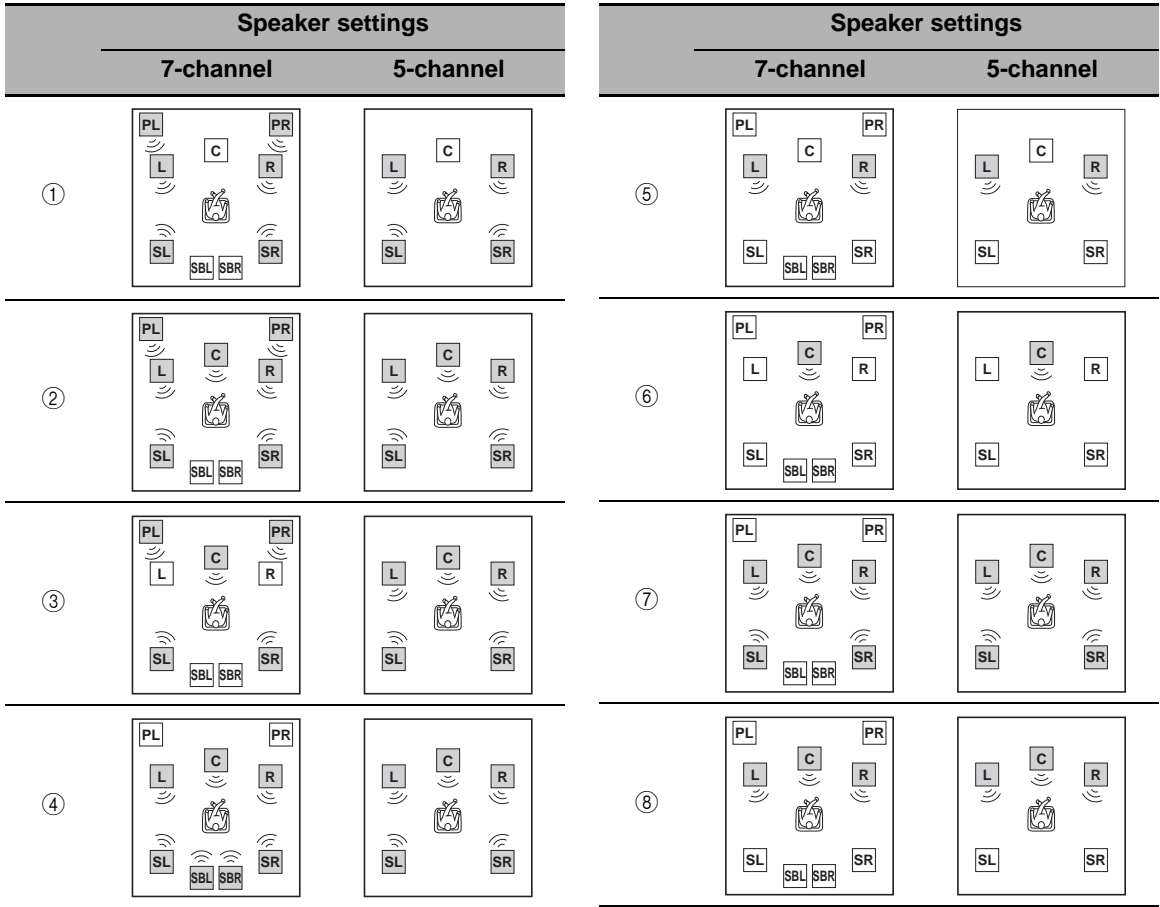 Speaker settings
7-channel 5-channel
①
PL PR
C
L R
SL SR
SBL SBR
C
L R
SL SR
②
PL PR
C
L R
SL SR
SBL SBR
C
L R
SL SR
③
PL PR
C
L R
SL SR
SBL SBR
C
L R
SL SR
④
PL PR
C
L R
SL SR
SBL SBR
C
L R
SL SR
Speaker settings
7-channel 5-channel
⑤
PL PR
C
L R
SL SR
SBL SBR
C
L R
SL SR
⑥
PL PR
C
L R
SL SR
SBL SBR
C
L R
SL SR
⑦
PL PR
C
L R
SL SR
SBL SBR
C
L R
SL SR
⑧
PL PR
C
L R
SL SR
SBL SBR
C
L R
SL SR